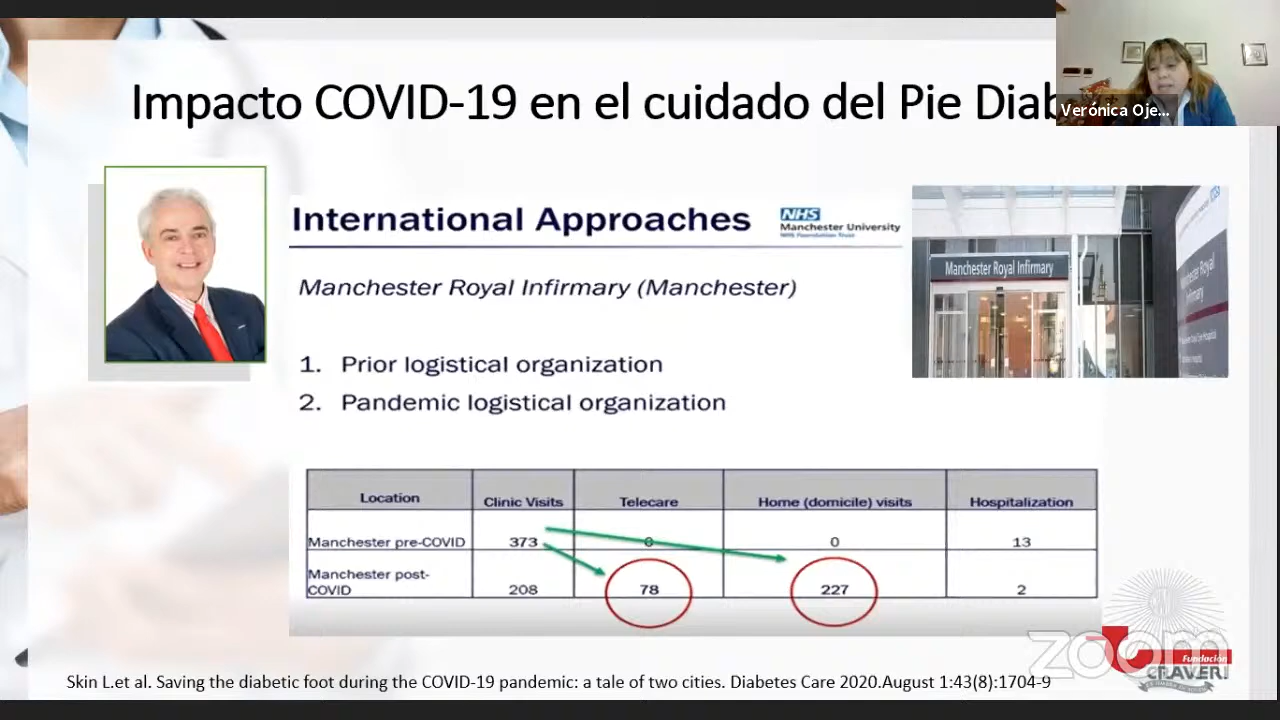 Impacto COVID-19 en el cuidado del Pie Diab
Verónica Oje...
International Approaches
NHS
Manchester University
NHS Foundation Trust
Manchester Royal Infirmary (Manchester)
Manchester Royal Infirmary
Manchester Royal
Infirmary
1. Prior logistical organization
2. Pandemic logistical organization
Location Clinic Visits Telecare Home (domicile) visits Hospitalization
Manchester pre-COVID 373 0 0 13
Manchester post-
COVID 208 78 227 2
zoom
Fundación
CRAVERI
Skin L.et al. Saving the diabetic foot during the COVID-19 pandemic: a tale of two cities. Diabetes Care 2020.August 1:43(8):1704-9